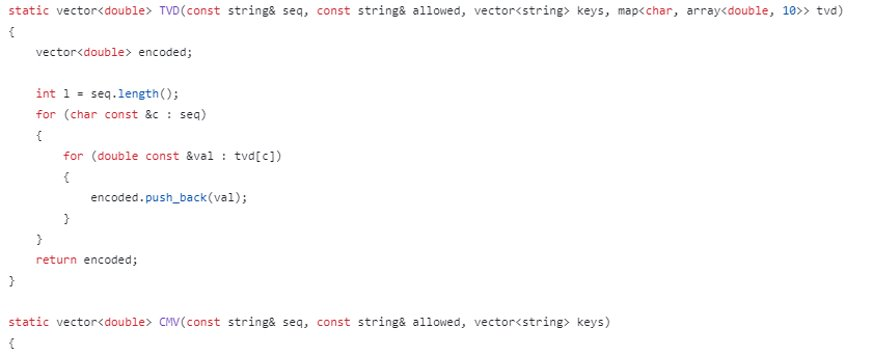 static vector<double> TVD(const string& seq, const string& allowed, vector<string> keys, map<char, array<double, 10>> tvd)
{
    vector<double> encoded;

    int l = seq.length();
    for (char const &c : seq)
    {
        for (double const &val : tvd[c])
        {
            encoded.push_back(val);
        }
    }
    return encoded;
}

static vector<double> CMV(const string& seq, const string& allowed, vector<string> keys)
{